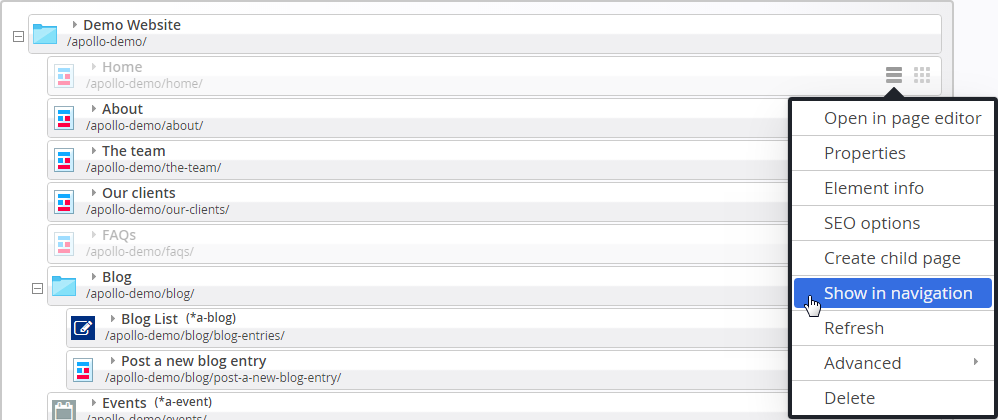 Demo Website
/apollo-demo/
Home
/apollo-demo/home/
About
/apollo-demo/about/
The team
/apollo-demo/the-team/
Our clients
/apollo-demo/our-clients/
FAQs
/apollo-demo/faqs/
Blog
/apollo-demo/blog/
Blog List (*a-blog)
/apollo-demo/blog/blog-entries/
Post a new blog entry
/apollo-demo/blog/post-a-new-blog-entry/
Events (*a-event)
/apollo-demo/events/
Open in page editor
Properties
Element info
SEO options
Create child page
Show in navigation
Refresh
Advanced
Delete